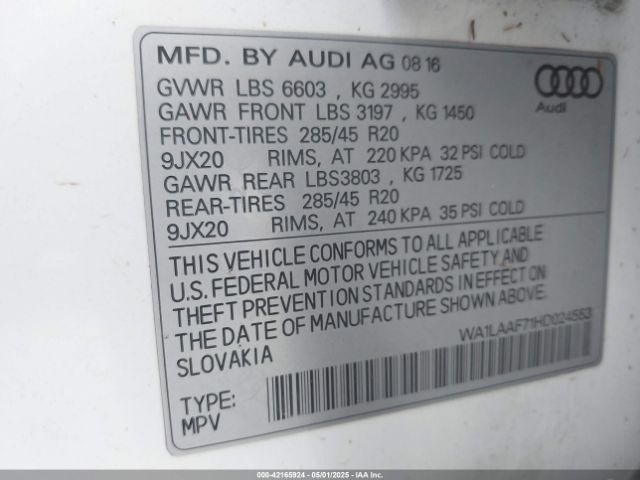 MFD. BY AUDI AG 08 16
GVWR LBS 6603 , KG 2995
GAWR FRONT LBS 3197 , KG 1450
FRONT-TIRES 285/45 R20
9JX20 RIMS, AT 220 KPA 32 PSI COLD
GAWR REAR LBS3803 , KG 1725
REAR-TIRES 285/45 R20
9JX20 RIMS, AT 240 KPA 35 PSI COLD
Audi
THIS VEHICLE CONFORMS TO ALL APPLICABLE
U.S. FEDERAL MOTOR VEHICLE SAFETY AND
THEFT PREVENTION STANDARDS IN EFFECT ON
THE DATE OF MANUFACTURE SHOWN ABOVE.
SLOVAKIA
WA1LAAF71HD024553
TYPE:
MPV
000-42165924 - 05/01/2025 - IAAI.COM